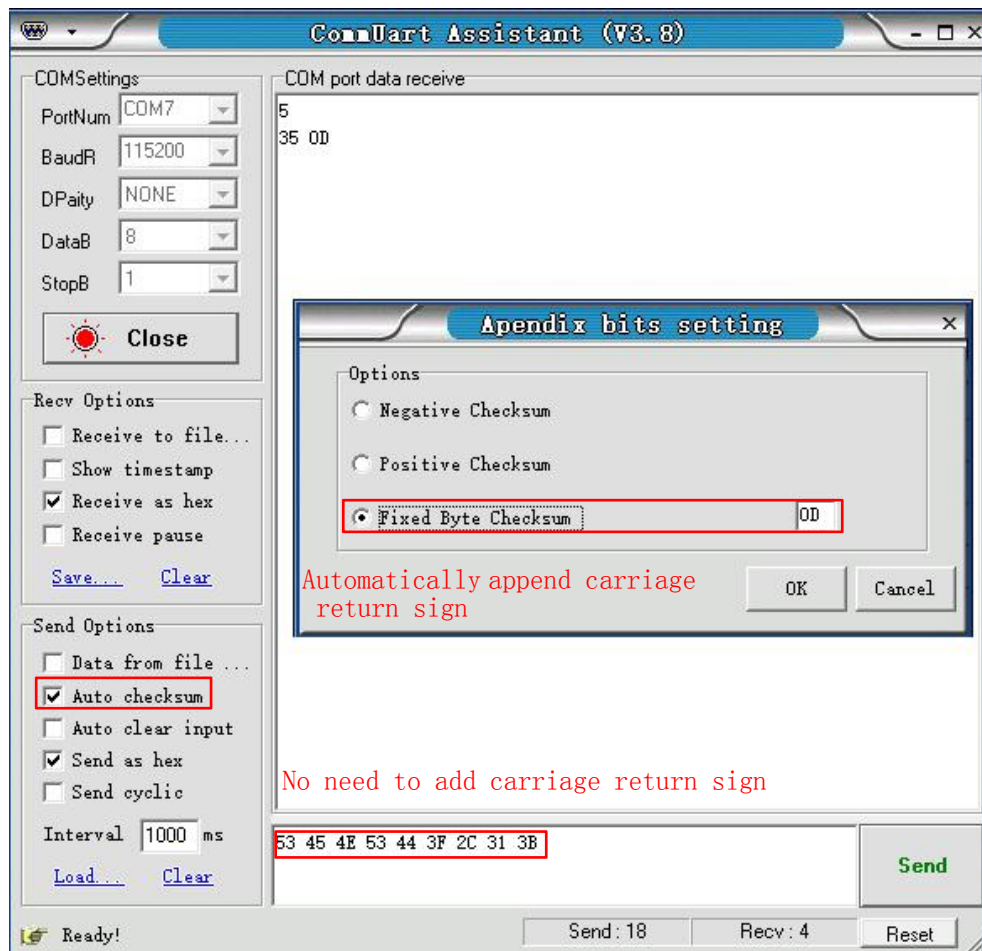 CommUart Assistant (V3.8)
COMSettings
PortNum COM7
BaudR 115200
DPaity NONE
DataB 8
StopB 1
Close
Recv Options
Receive to file...
Show timestamp
Receive as hex
Receive pause
Save... Clear
Send Options
Data from file ...
Auto checksum
Auto clear input
Send as hex
Send cyclic
Interval 1000 ms
Load... Clear
COM port data receive
5
35 0D
Apendix bits setting
Options
Negative Checksum
Positive Checksum
Fixed Byte Checksum 0D
Automatically append carriage
return sign
OK Cancel
No need to add carriage return sign
53 45 4E 53 44 3F 2C 31 3B
Send
Ready!
Send : 18 Recv : 4 Reset